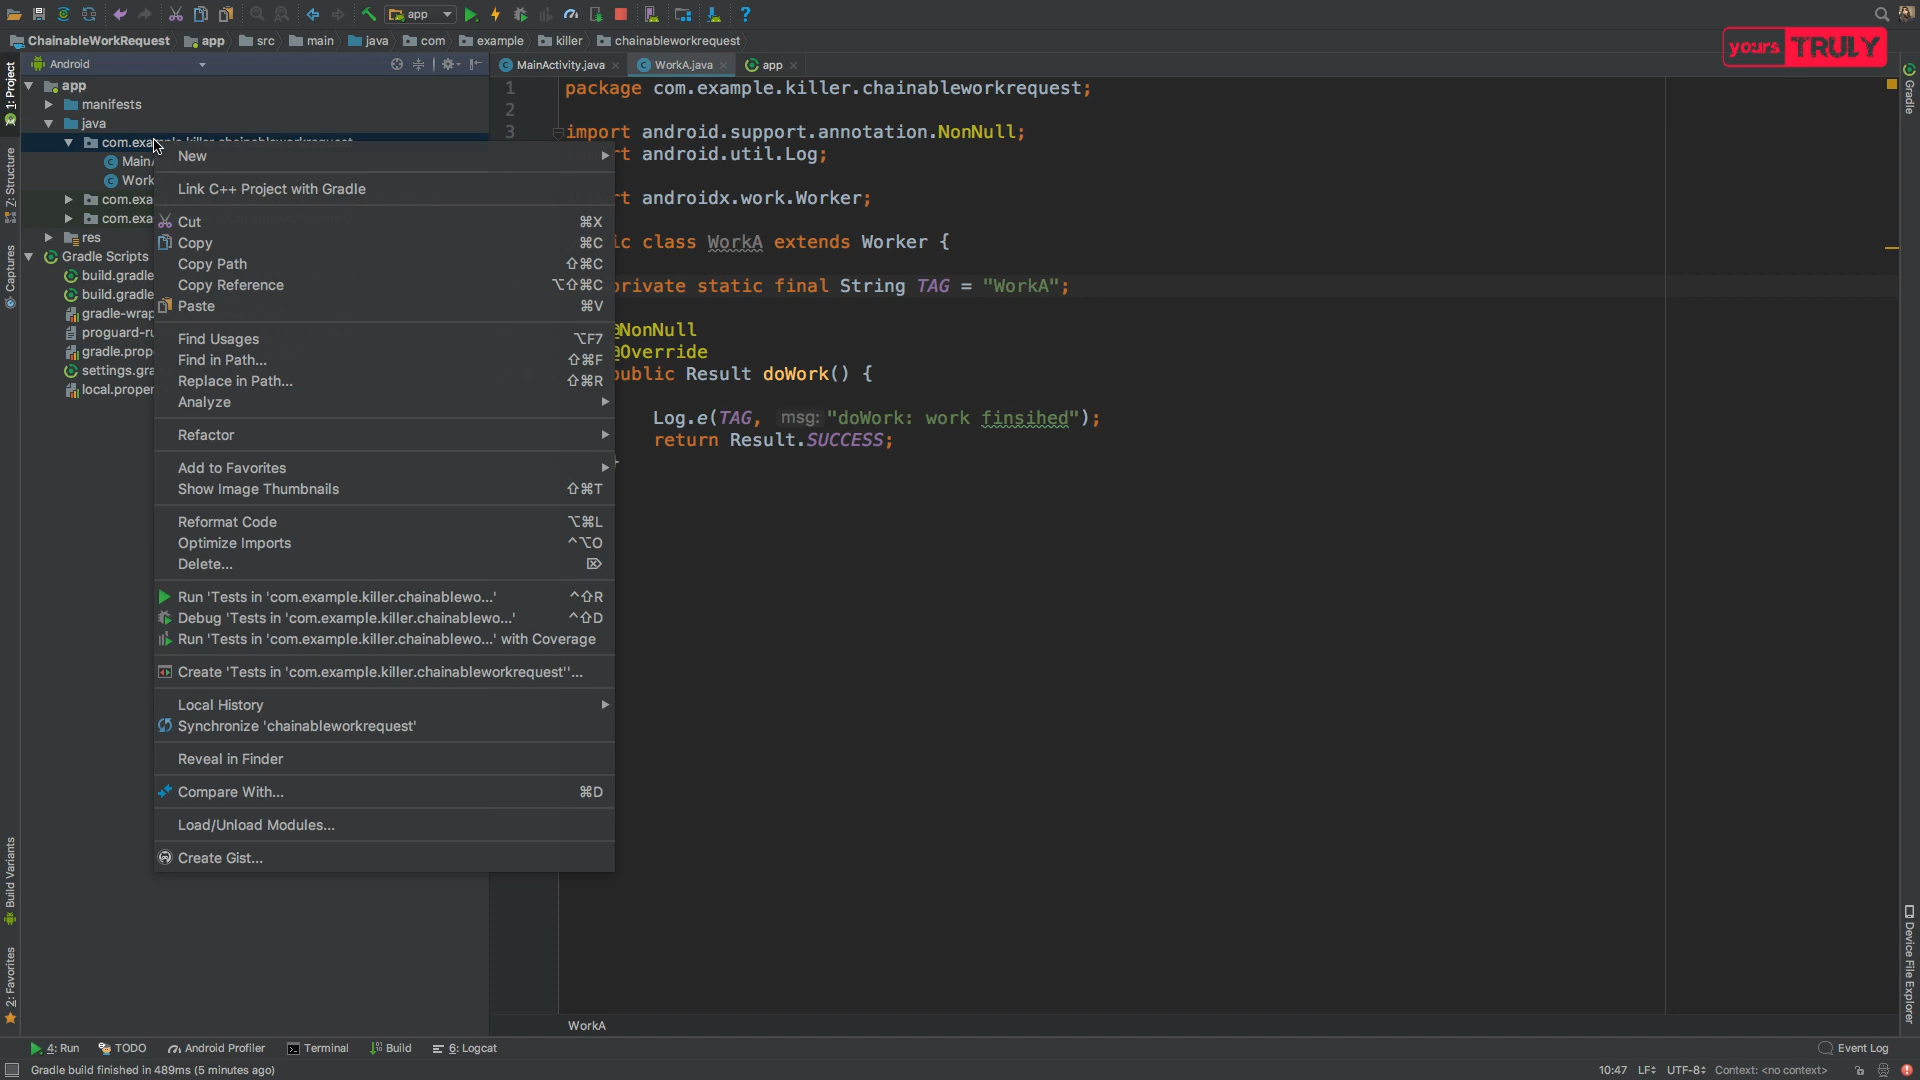 app
ChainableWorkRequest app src main java com example killer chainableworkrequest
yours TRULY
Android
MainActivity.java WorkA.java app
1: Project
Z: Structure
Captures
Build Variants
2: Favorites
Gradle
Device File Explorer
app
manifests
java
com.example.killer.chainableworkrequest
Main
Work
com.exa
com.exa
res
Gradle Scripts
build.gradle
build.gradle
gradle-wrap
proguard-ru
gradle.prop
settings.gra
local.proper
New
Link C++ Project with Gradle
Cut ⌘X
Copy ⌘C
Copy Path ⇧⌘C
Copy Reference ⌥⇧⌘C
Paste ⌘V
Find Usages ⌥F7
Find in Path... ⇧⌘F
Replace in Path... ⇧⌘R
Analyze
Refactor
Add to Favorites
Show Image Thumbnails ⇧⌘T
Reformat Code ⌥⌘L
Optimize Imports ^⌥O
Delete... ⌦
Run 'Tests in 'com.example.killer.chainablewo...' ^⇧R
Debug 'Tests in 'com.example.killer.chainablewo...' ^⇧D
Run 'Tests in 'com.example.killer.chainablewo...' with Coverage
Create 'Tests in 'com.example.killer.chainableworkrequest''...
Local History
Synchronize 'chainableworkrequest'
Reveal in Finder
Compare With... ⌘D
Load/Unload Modules...
Create Gist...
1 package com.example.killer.chainableworkrequest;
2
3 import android.support.annotation.NonNull;
rt android.util.Log;
rt androidx.work.Worker;
ic class WorkA extends Worker {
private static final String TAG = "WorkA";
@NonNull
@Override
public Result doWork() {
Log.e(TAG, msg: "doWork: work finsihed");
return Result.SUCCESS;
}
WorkA
4: Run TODO Android Profiler Terminal Build 6: Logcat Event Log
Gradle build finished in 489ms (5 minutes ago) 10:47 LF UTF-8 Context: <no context>